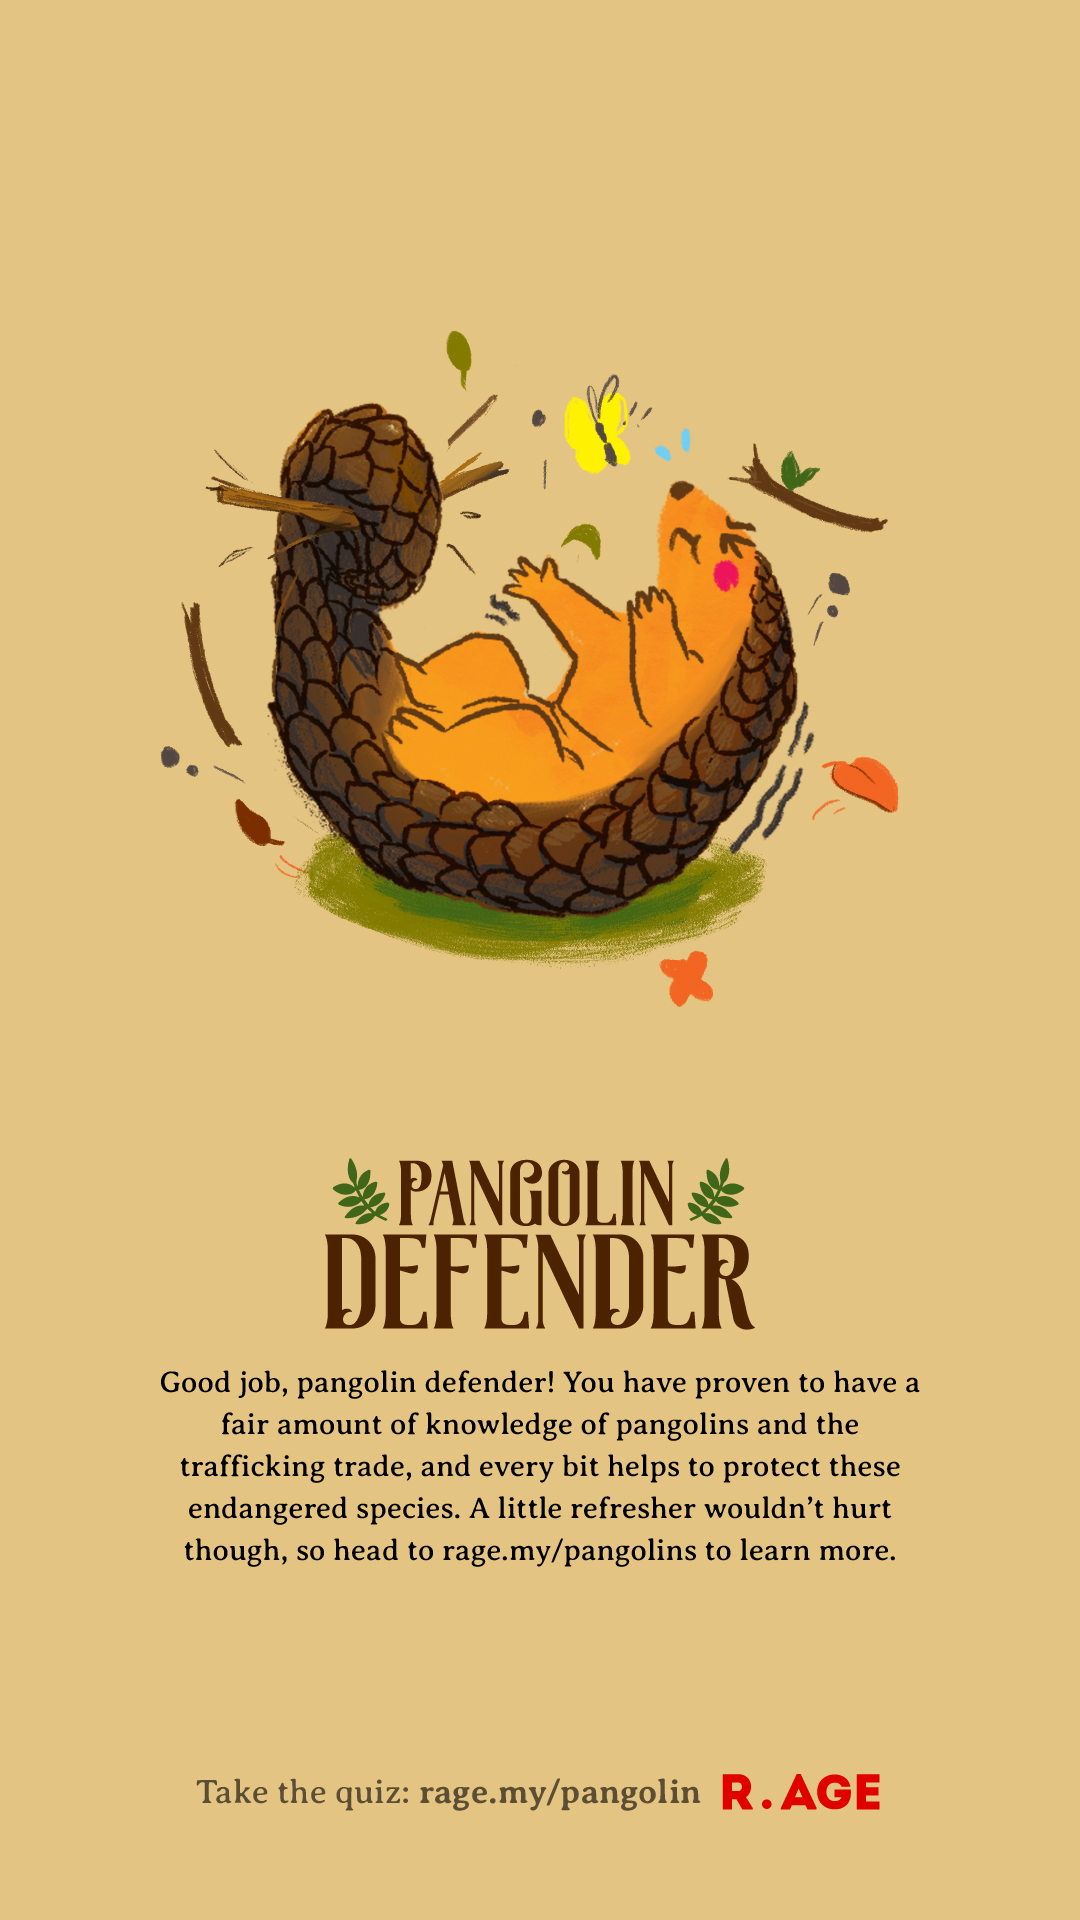 PANGOLIN
DEFENDER
Good job, pangolin defender! You have proven to have a
fair amount of knowledge of pangolins and the
trafficking trade, and every bit helps to protect these
endangered species. A little refresher wouldn’t hurt
though, so head to rage.my/pangolins to learn more.
Take the quiz: rage.my/pangolin R.AGE